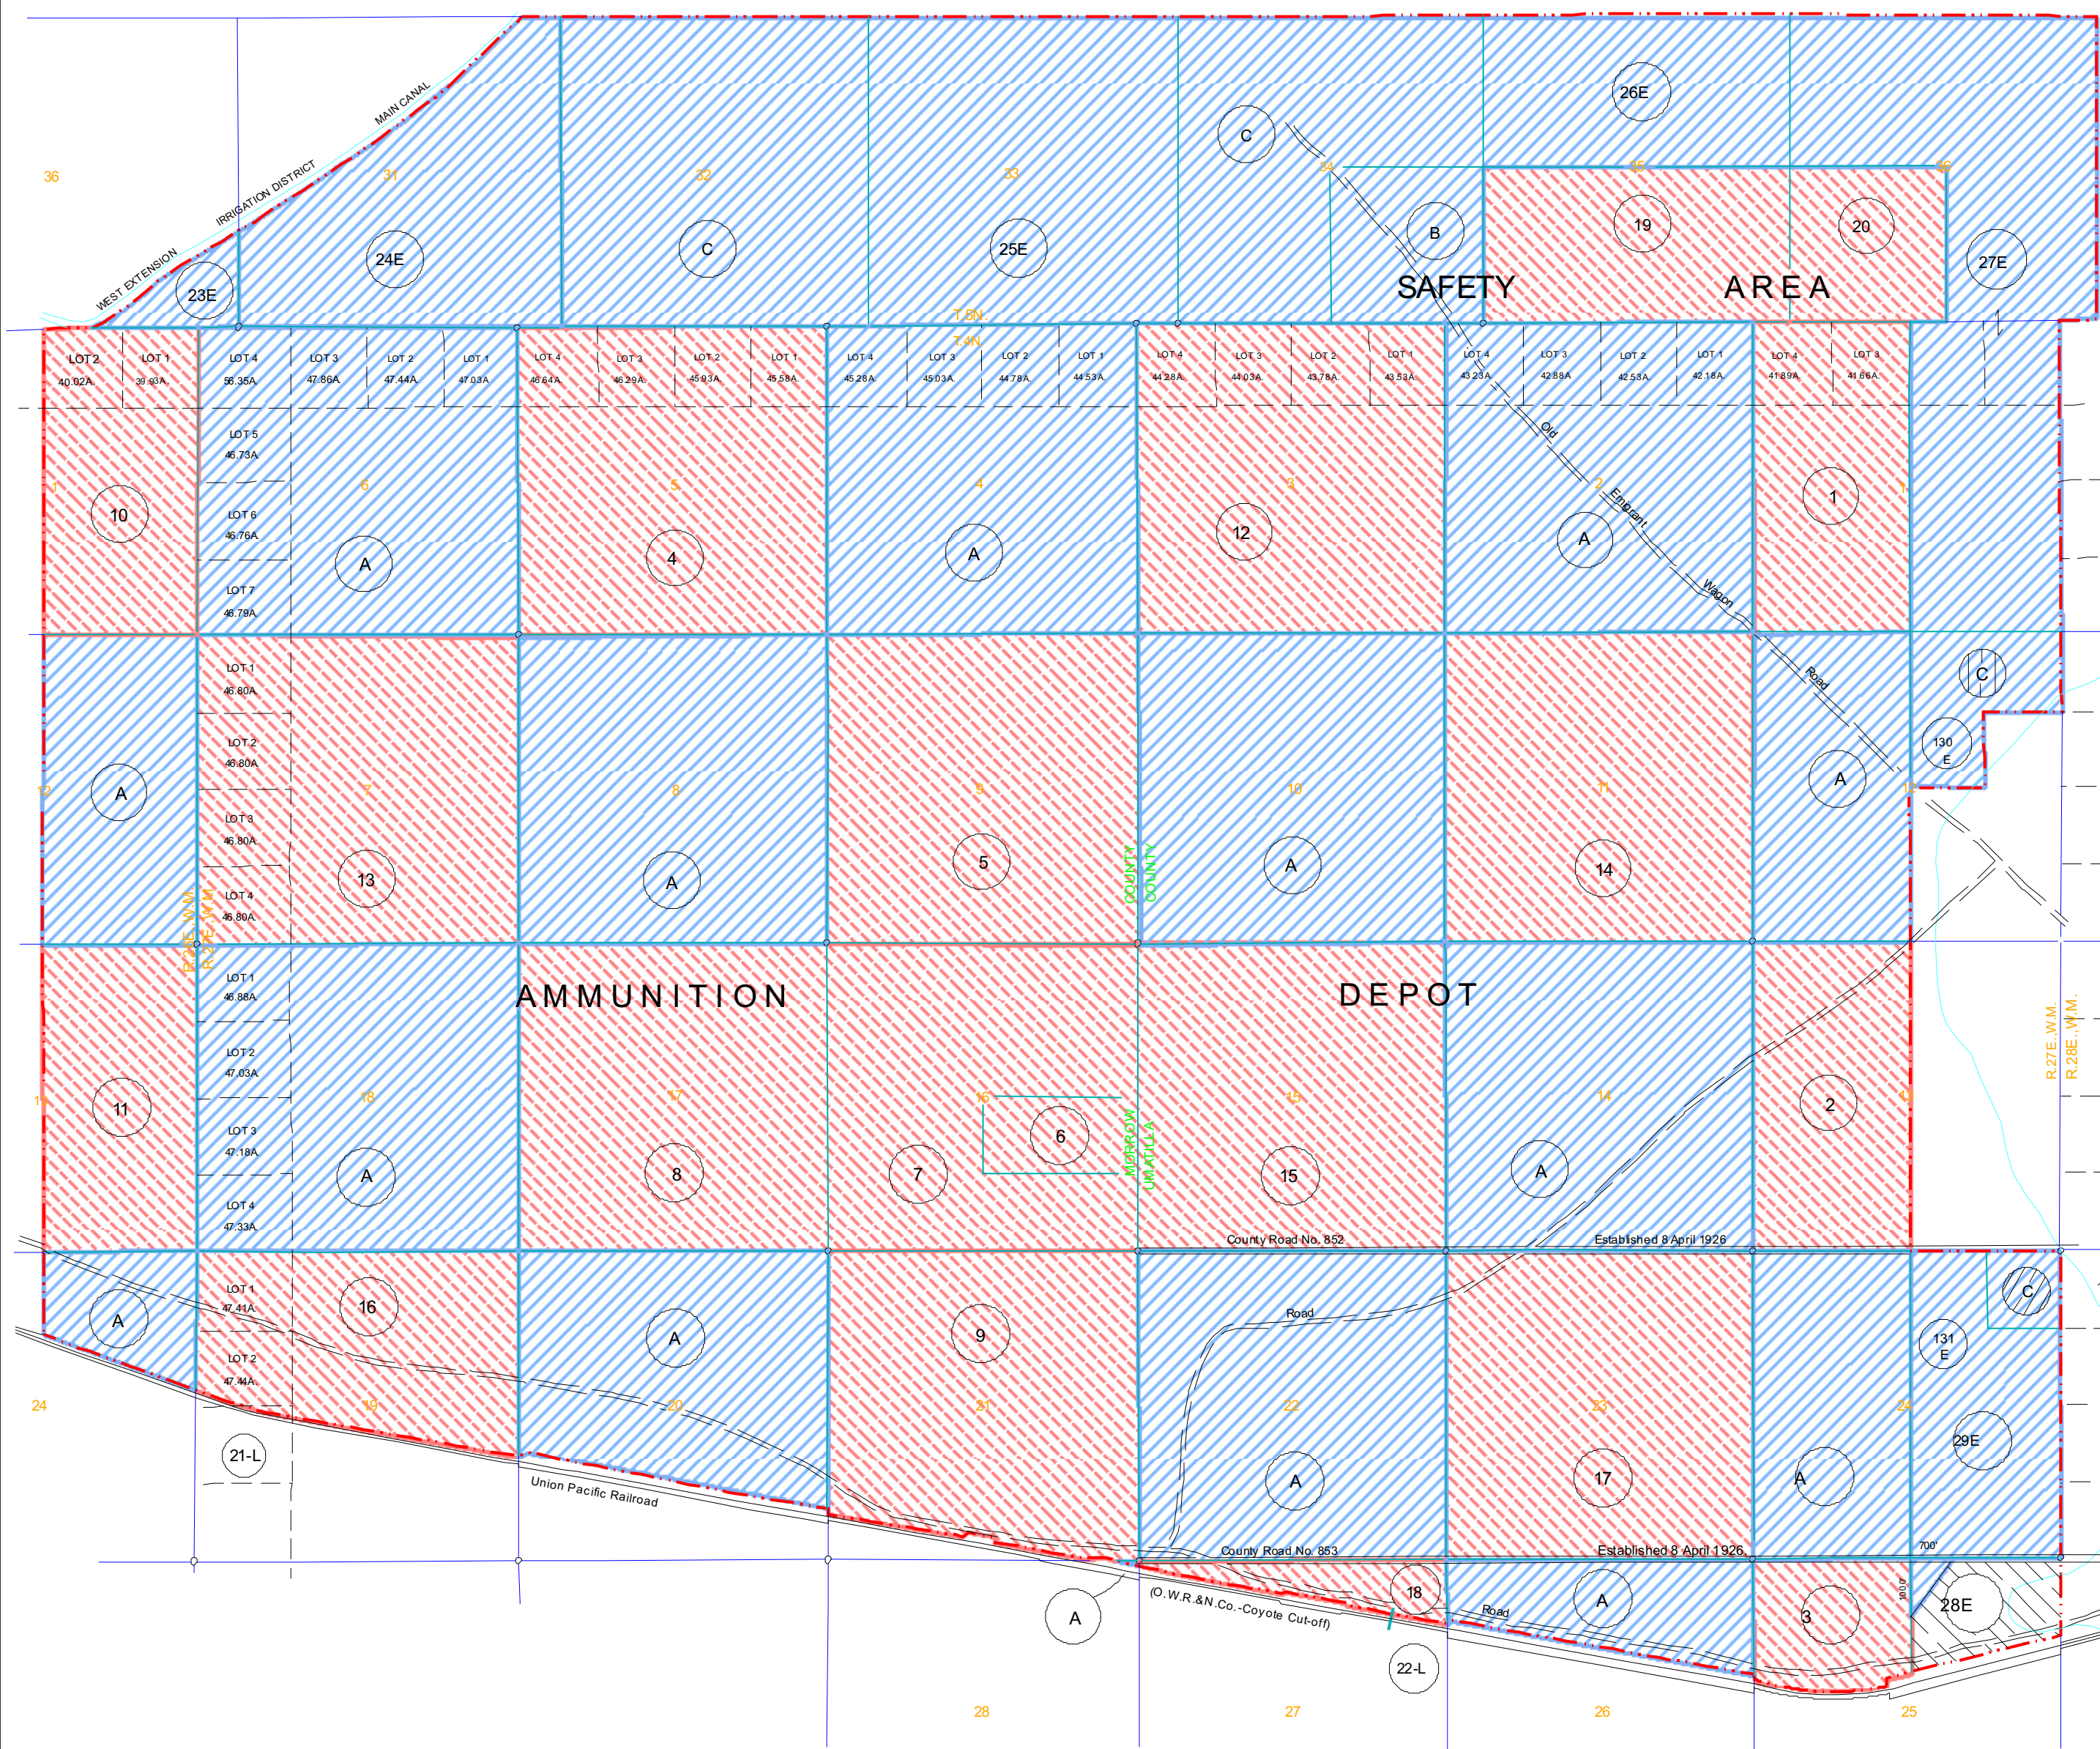 MAIN CANAL
IRRIGATION DISTRICT
WEST EXTENSION
36
31
32
33
34
35
36
26E
C
B
19
20
24E
C
25E
27E
23E
SAFETY AREA
T.5N.
T.4N.
LOT 2
40.02A.
LOT 1
39.93A.
LOT 4
56.35A.
LOT 3
47.86A.
LOT 2
47.44A.
LOT 1
47.03A.
LOT 4
46.64A.
LOT 3
46.29A.
LOT 2
45.93A.
LOT 1
45.58A.
LOT 4
45.28A.
LOT 3
45.03A.
LOT 2
44.78A.
LOT 1
44.53A.
LOT 4
44.28A.
LOT 3
44.03A.
LOT 2
43.78A.
LOT 1
43.53A.
LOT 4
43.23A.
LOT 3
42.88A
LOT 2
42.53A.
LOT 1
42.18A.
LOT 4
41.89A.
LOT 3
41.66A.
LOT 5
46.73A.
LOT 6
46.76A.
LOT 7
46.79A.
1
6
5
4
3
2
1
10
A
4
A
12
A
1
Old Emigrant Wagon Road
LOT 1
46.80A.
LOT 2
46.80A.
LOT 3
46.80A.
LOT 4
46.80A.
C
130
E
12
7
8
9
10
11
12
A
13
A
5
A
14
A
COUNTY
COUNTY
R.26E.,W.M.
R.27E.,W.M.
AMMUNITION DEPOT
LOT 1
46.88A.
LOT 2
47.03A.
LOT 3
47.18A.
LOT 4
47.33A.
18
17
16
15
14
13
11
A
8
7
6
15
A
2
MORROW
UMATILLA
R.27E.,W.M.
R.28E.,W.M.
County Road No. 852
Established 8 April 1926
LOT 1
47.41A.
LOT 2
47.44A.
A
16
A
9
Road
C
131
E
24
19
20
21
22
23
24
21-L
A
17
A
29E
Union Pacific Railroad
County Road No. 853
Established 8 April 1926.
700'
1000'
A
(O.W.R.&N.Co.-Coyote Cut-off)
18
Road
A
3
28E
22-L
28
27
26
25